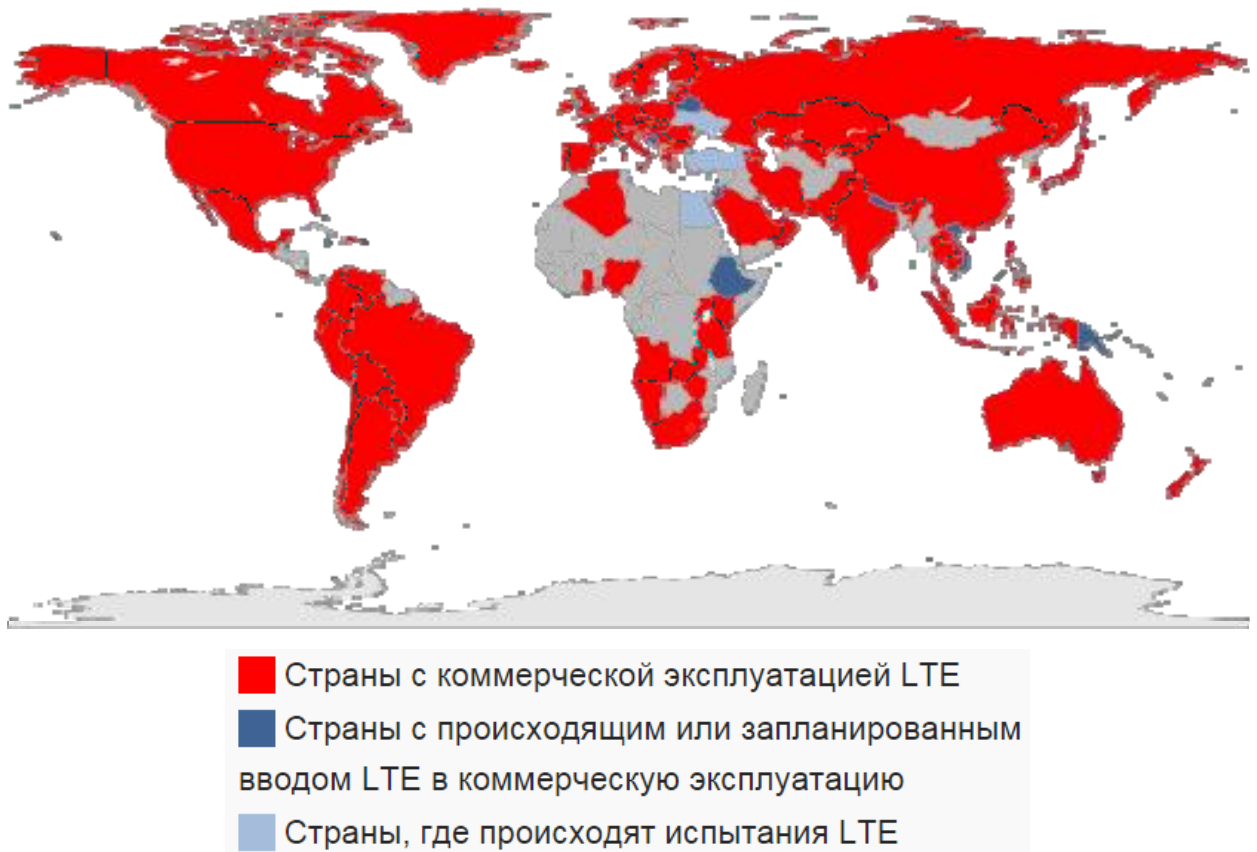 Страны с коммерческой эксплуатацией LTE
Страны с происходящим или запланированным
вводом LTE в коммерческую эксплуатацию
Страны, где происходят испытания LTE